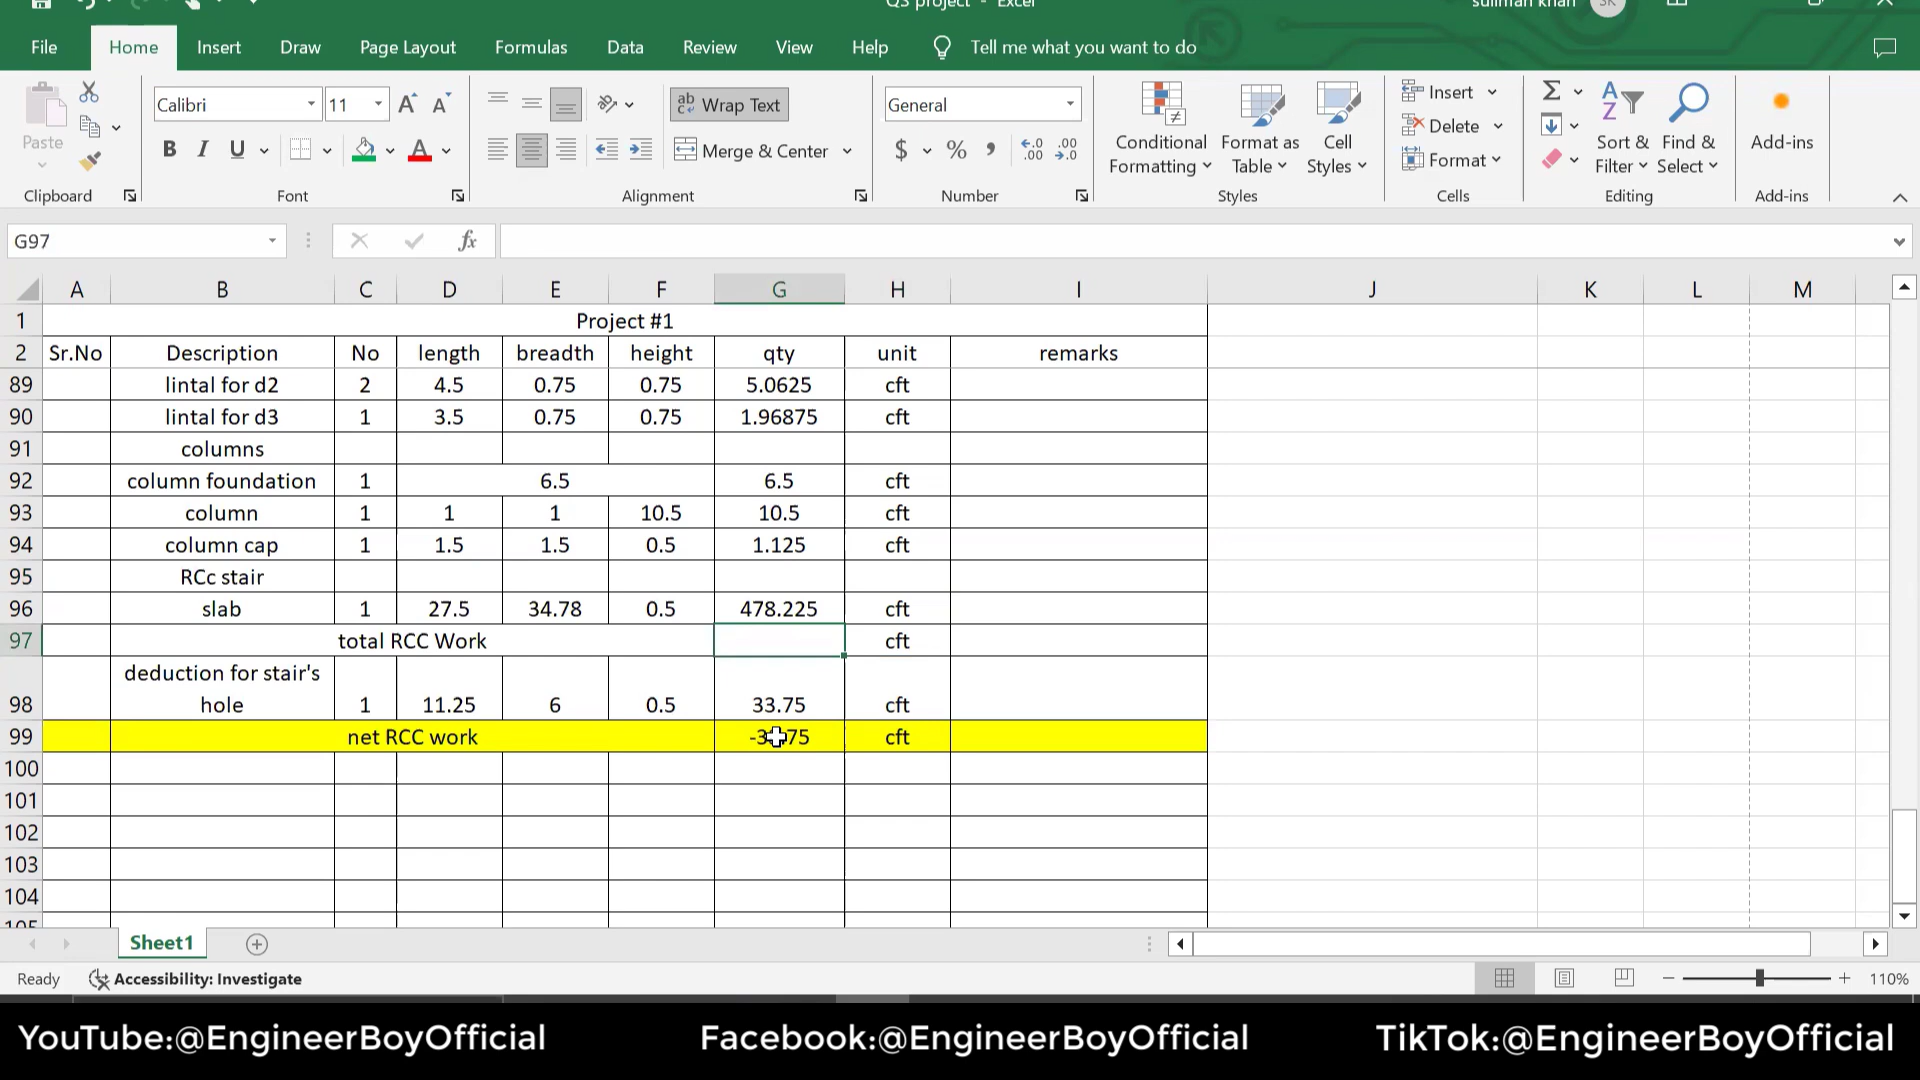 QS project - Excel
suliman khan
SK
File Home Insert Draw Page Layout Formulas Data Review View Help Tell me what you want to do
Calibri 11 Wrap Text General
Paste Merge & Center Conditional Formatting Format as Table Cell Styles Insert Delete Format Sort & Filter Find & Select Add-ins
Clipboard Font Alignment Number Styles Cells Editing Add-ins
G97 fx
A B C D E F G H I J K L M
1 Project #1
2 Sr.No Description No length breadth height qty unit remarks
89 lintal for d2 2 4.5 0.75 0.75 5.0625 cft
90 lintal for d3 1 3.5 0.75 0.75 1.96875 cft
91 columns
92 column foundation 1 6.5 6.5 cft
93 column 1 1 1 10.5 10.5 cft
94 column cap 1 1.5 1.5 0.5 1.125 cft
95 RCc stair
96 slab 1 27.5 34.78 0.5 478.225 cft
97 total RCC Work cft
deduction for stair's
98 hole 1 11.25 6 0.5 33.75 cft
99 net RCC work cft
100
101
102
103
104
105
Sheet1
Ready Accessibility: Investigate 110%
YouTube:@EngineerBoyOfficial Facebook:@EngineerBoyOfficial TikTok:@EngineerBoyOfficial